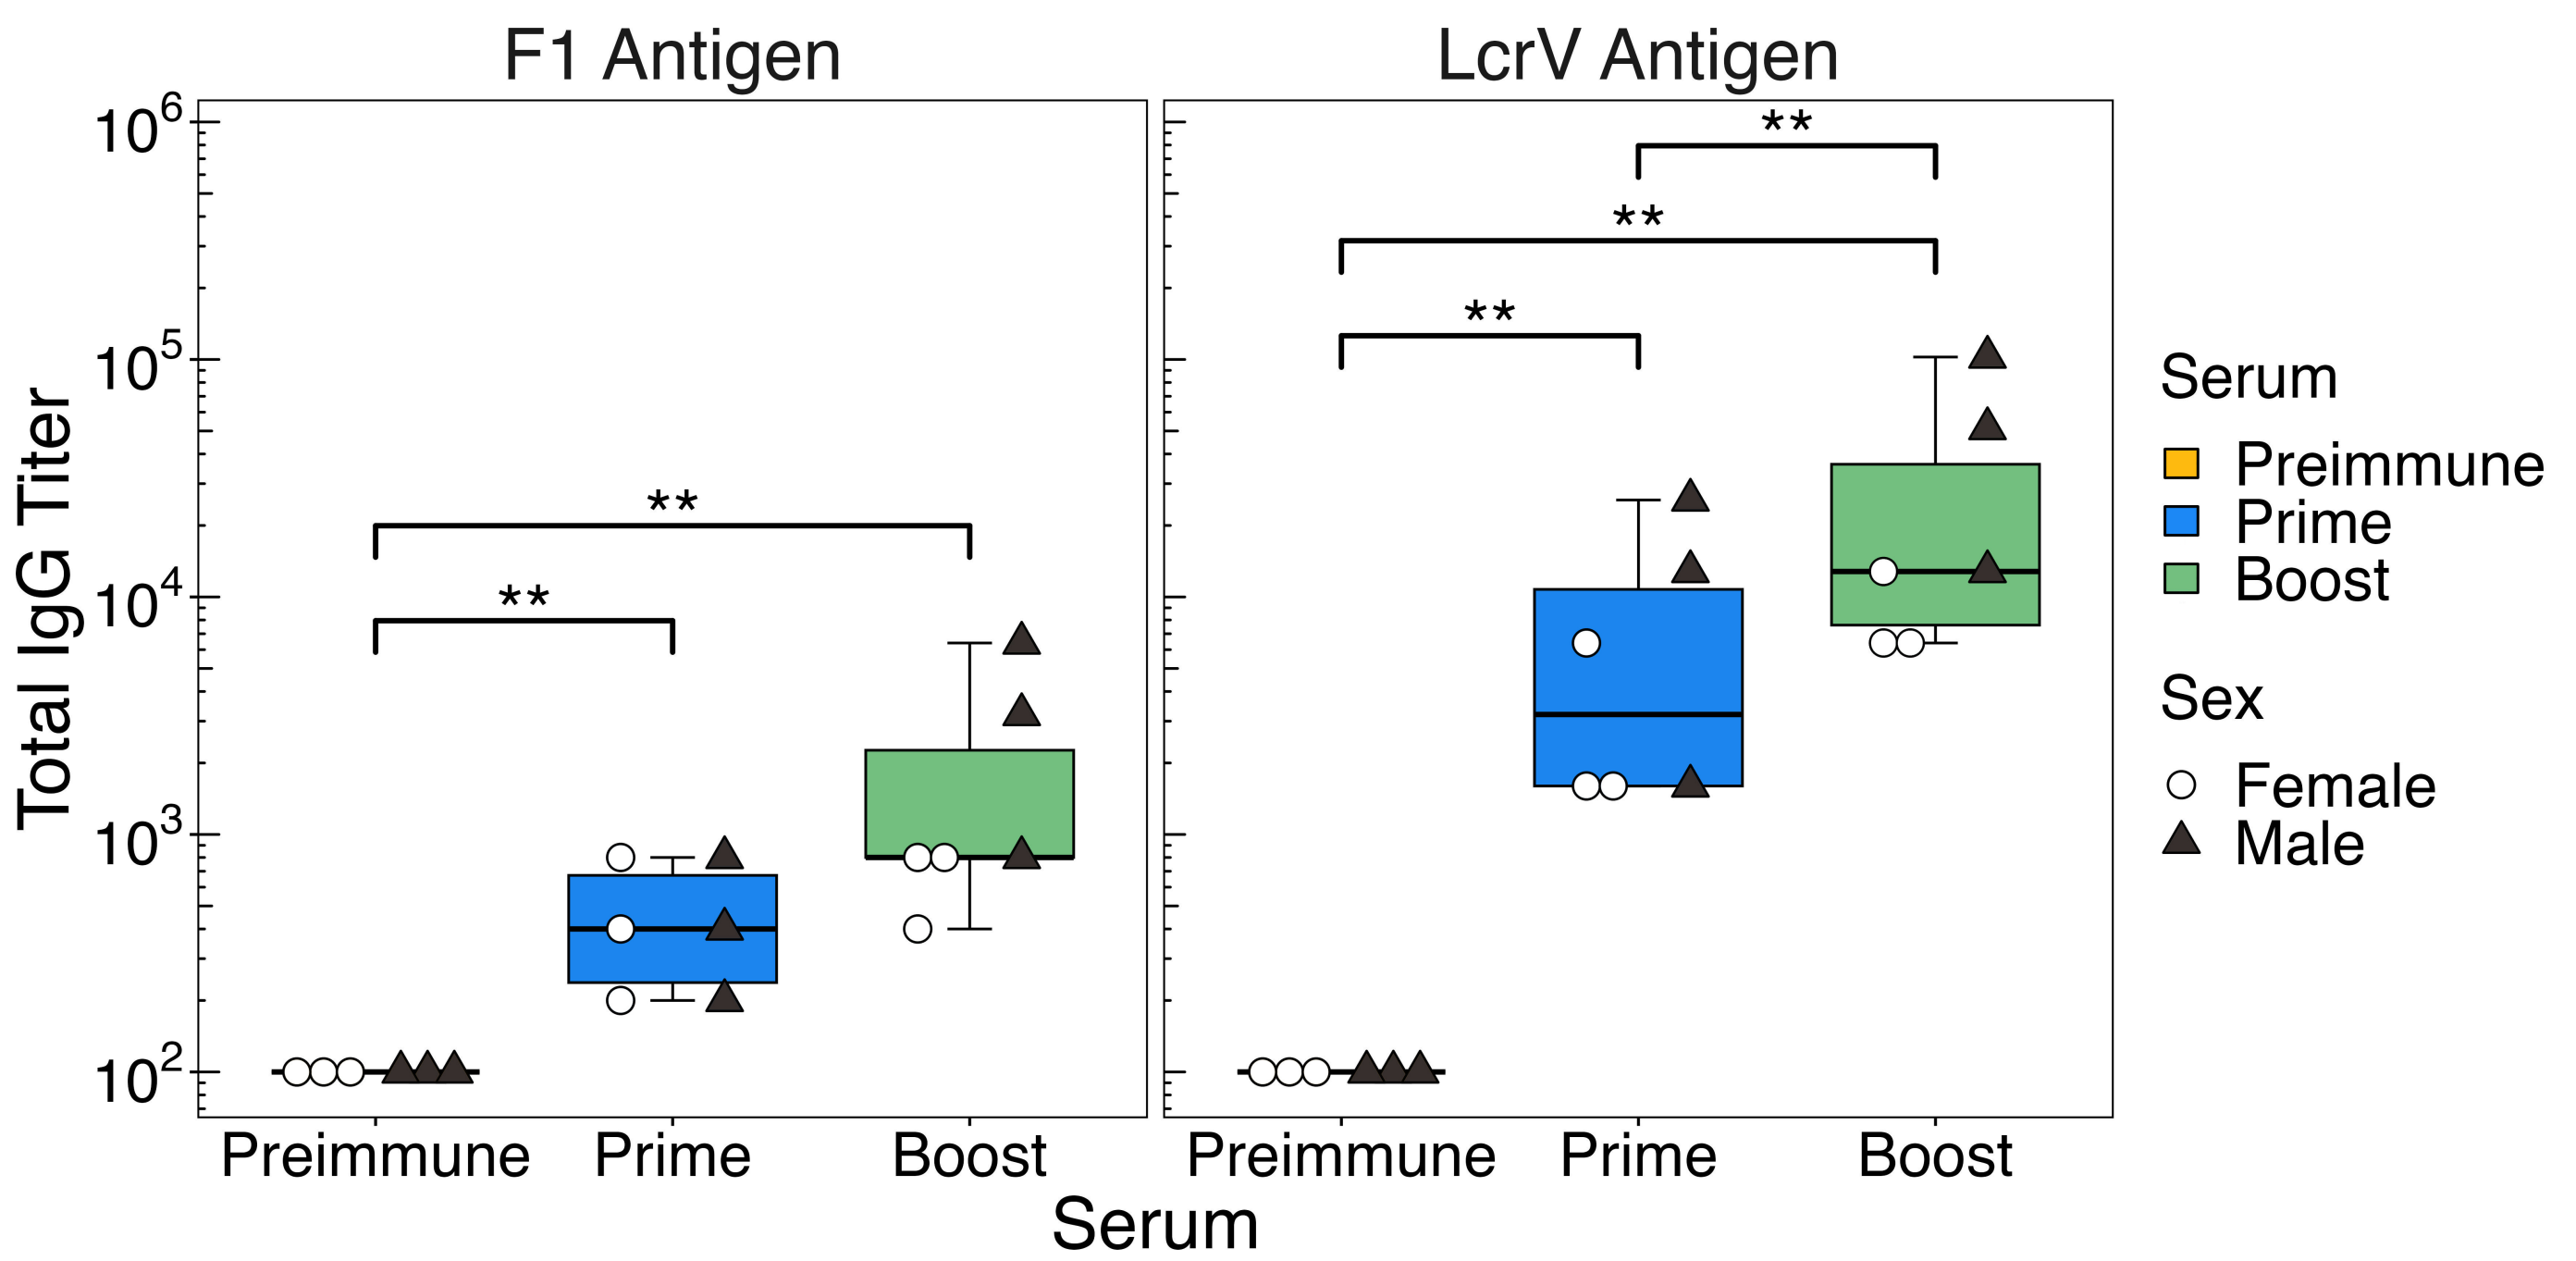 F1 Antigen
LcrV Antigen
10^6
10^5
10^4
10^3
10^2
Total IgG Titer
**
**
**
**
**
Preimmune Prime Boost
Preimmune Prime Boost
Serum
Serum
Preimmune
Prime
Boost
Sex
Female
Male